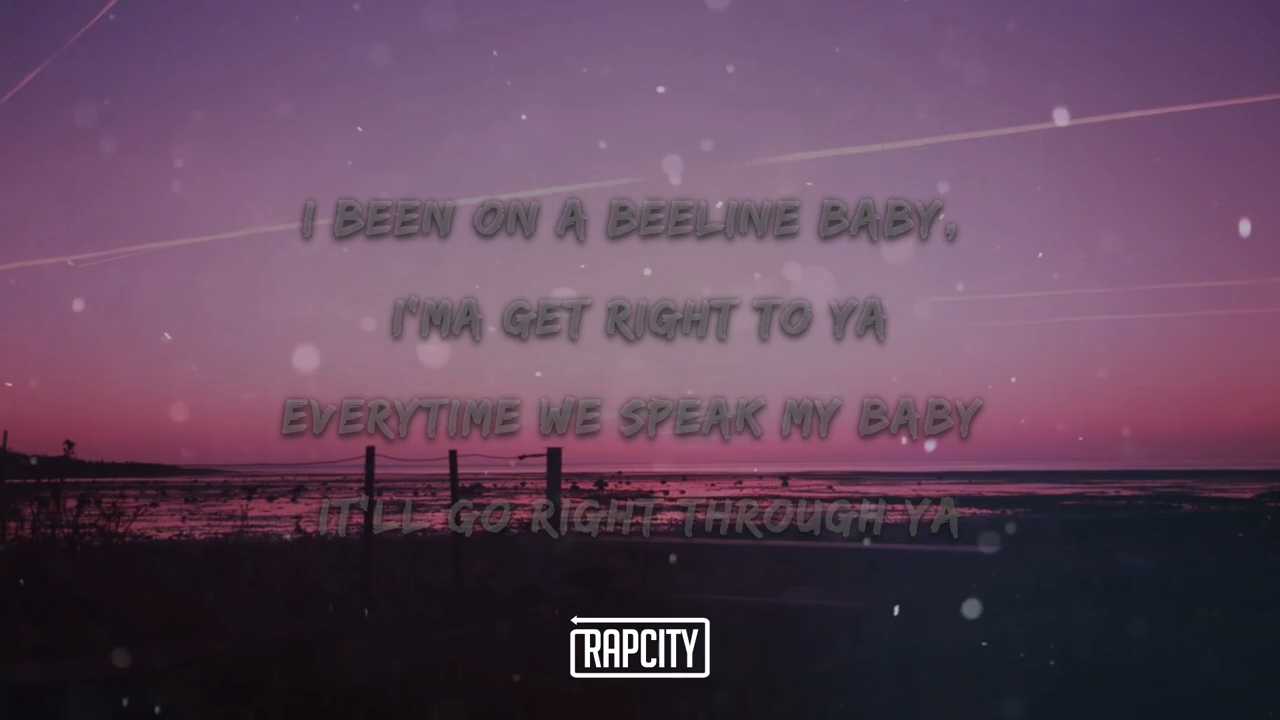 I BEEN ON A BEELINE BABY,
I'MA GET RIGHT TO YA
EVERYTIME WE SPEAK MY BABY
IT'LL GO RIGHT THROUGH YA
RAPCITY